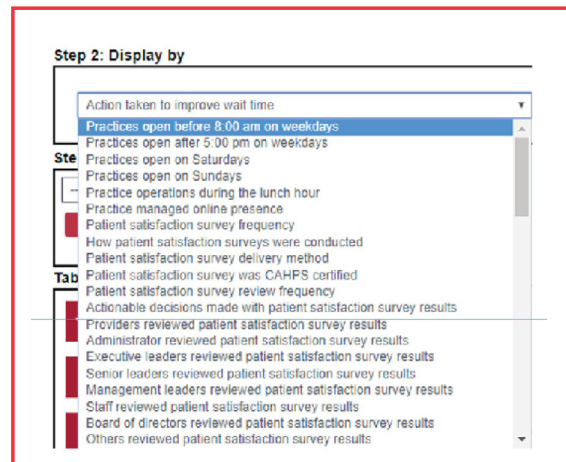 Step 2: Display by
Action taken to improve wait time
Practices open before 8:00 am on weekdays
Practices open after 5:00 pm on weekdays
Ste
Practices open on Saturdays
Practices open on Sundays
Practice operations during the lunch hour
Practice managed online presence
Patient satisfaction survey frequency
How patient satisfaction surveys were conducted
Patient satisfaction survey delivery method
Patient satisfaction survey was CAHPS certified
Tab
Patient satisfaction survey review frequency
Actionable decisions made with patient satisfaction survey results
Providers reviewed patient satisfaction survey results
Administrator reviewed patient satisfaction survey results
Executive leaders reviewed patient satisfaction survey results
Senior leaders reviewed patient satisfaction survey results
Management leaders reviewed patient satisfaction survey results
Staff reviewed patient satisfaction survey results
Board of directors reviewed patient satisfaction survey results
Others reviewed patient satisfaction survey results